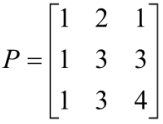 P = [1 2 1
1 3 3
1 3 4]